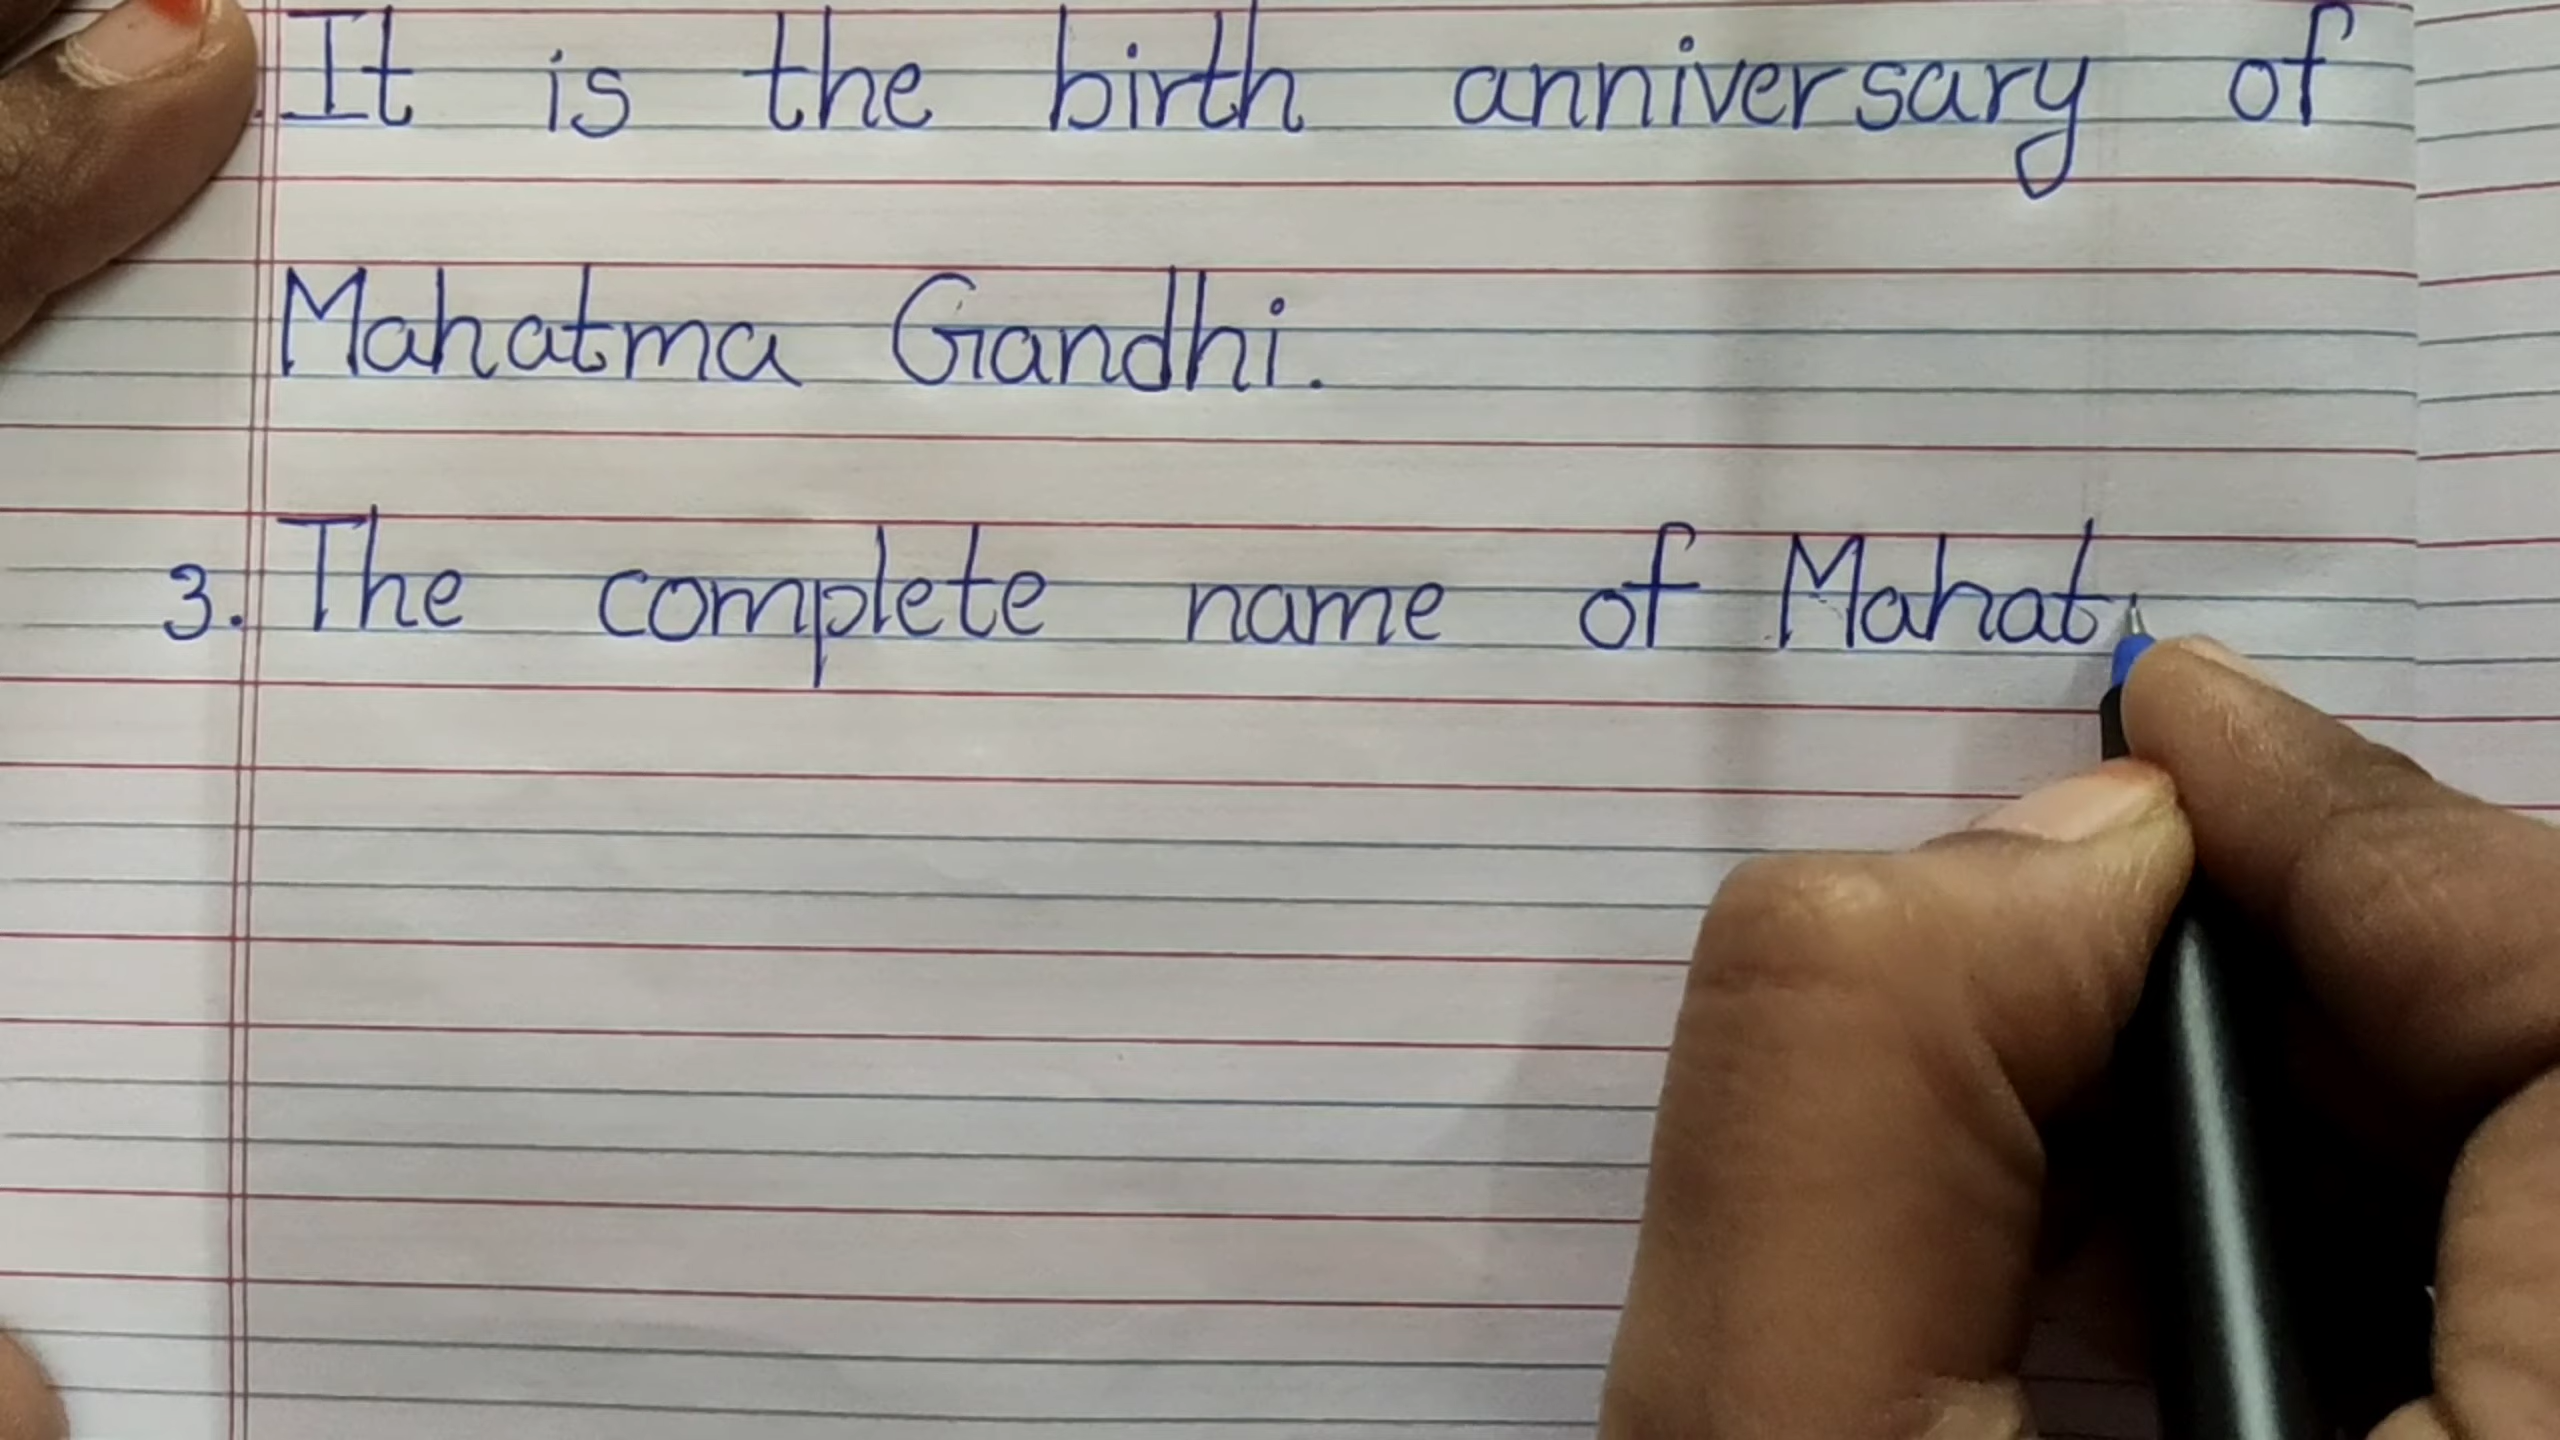 It is the birth anniversary of
Mahatma Gandhi.
3. The complete name of Mahat